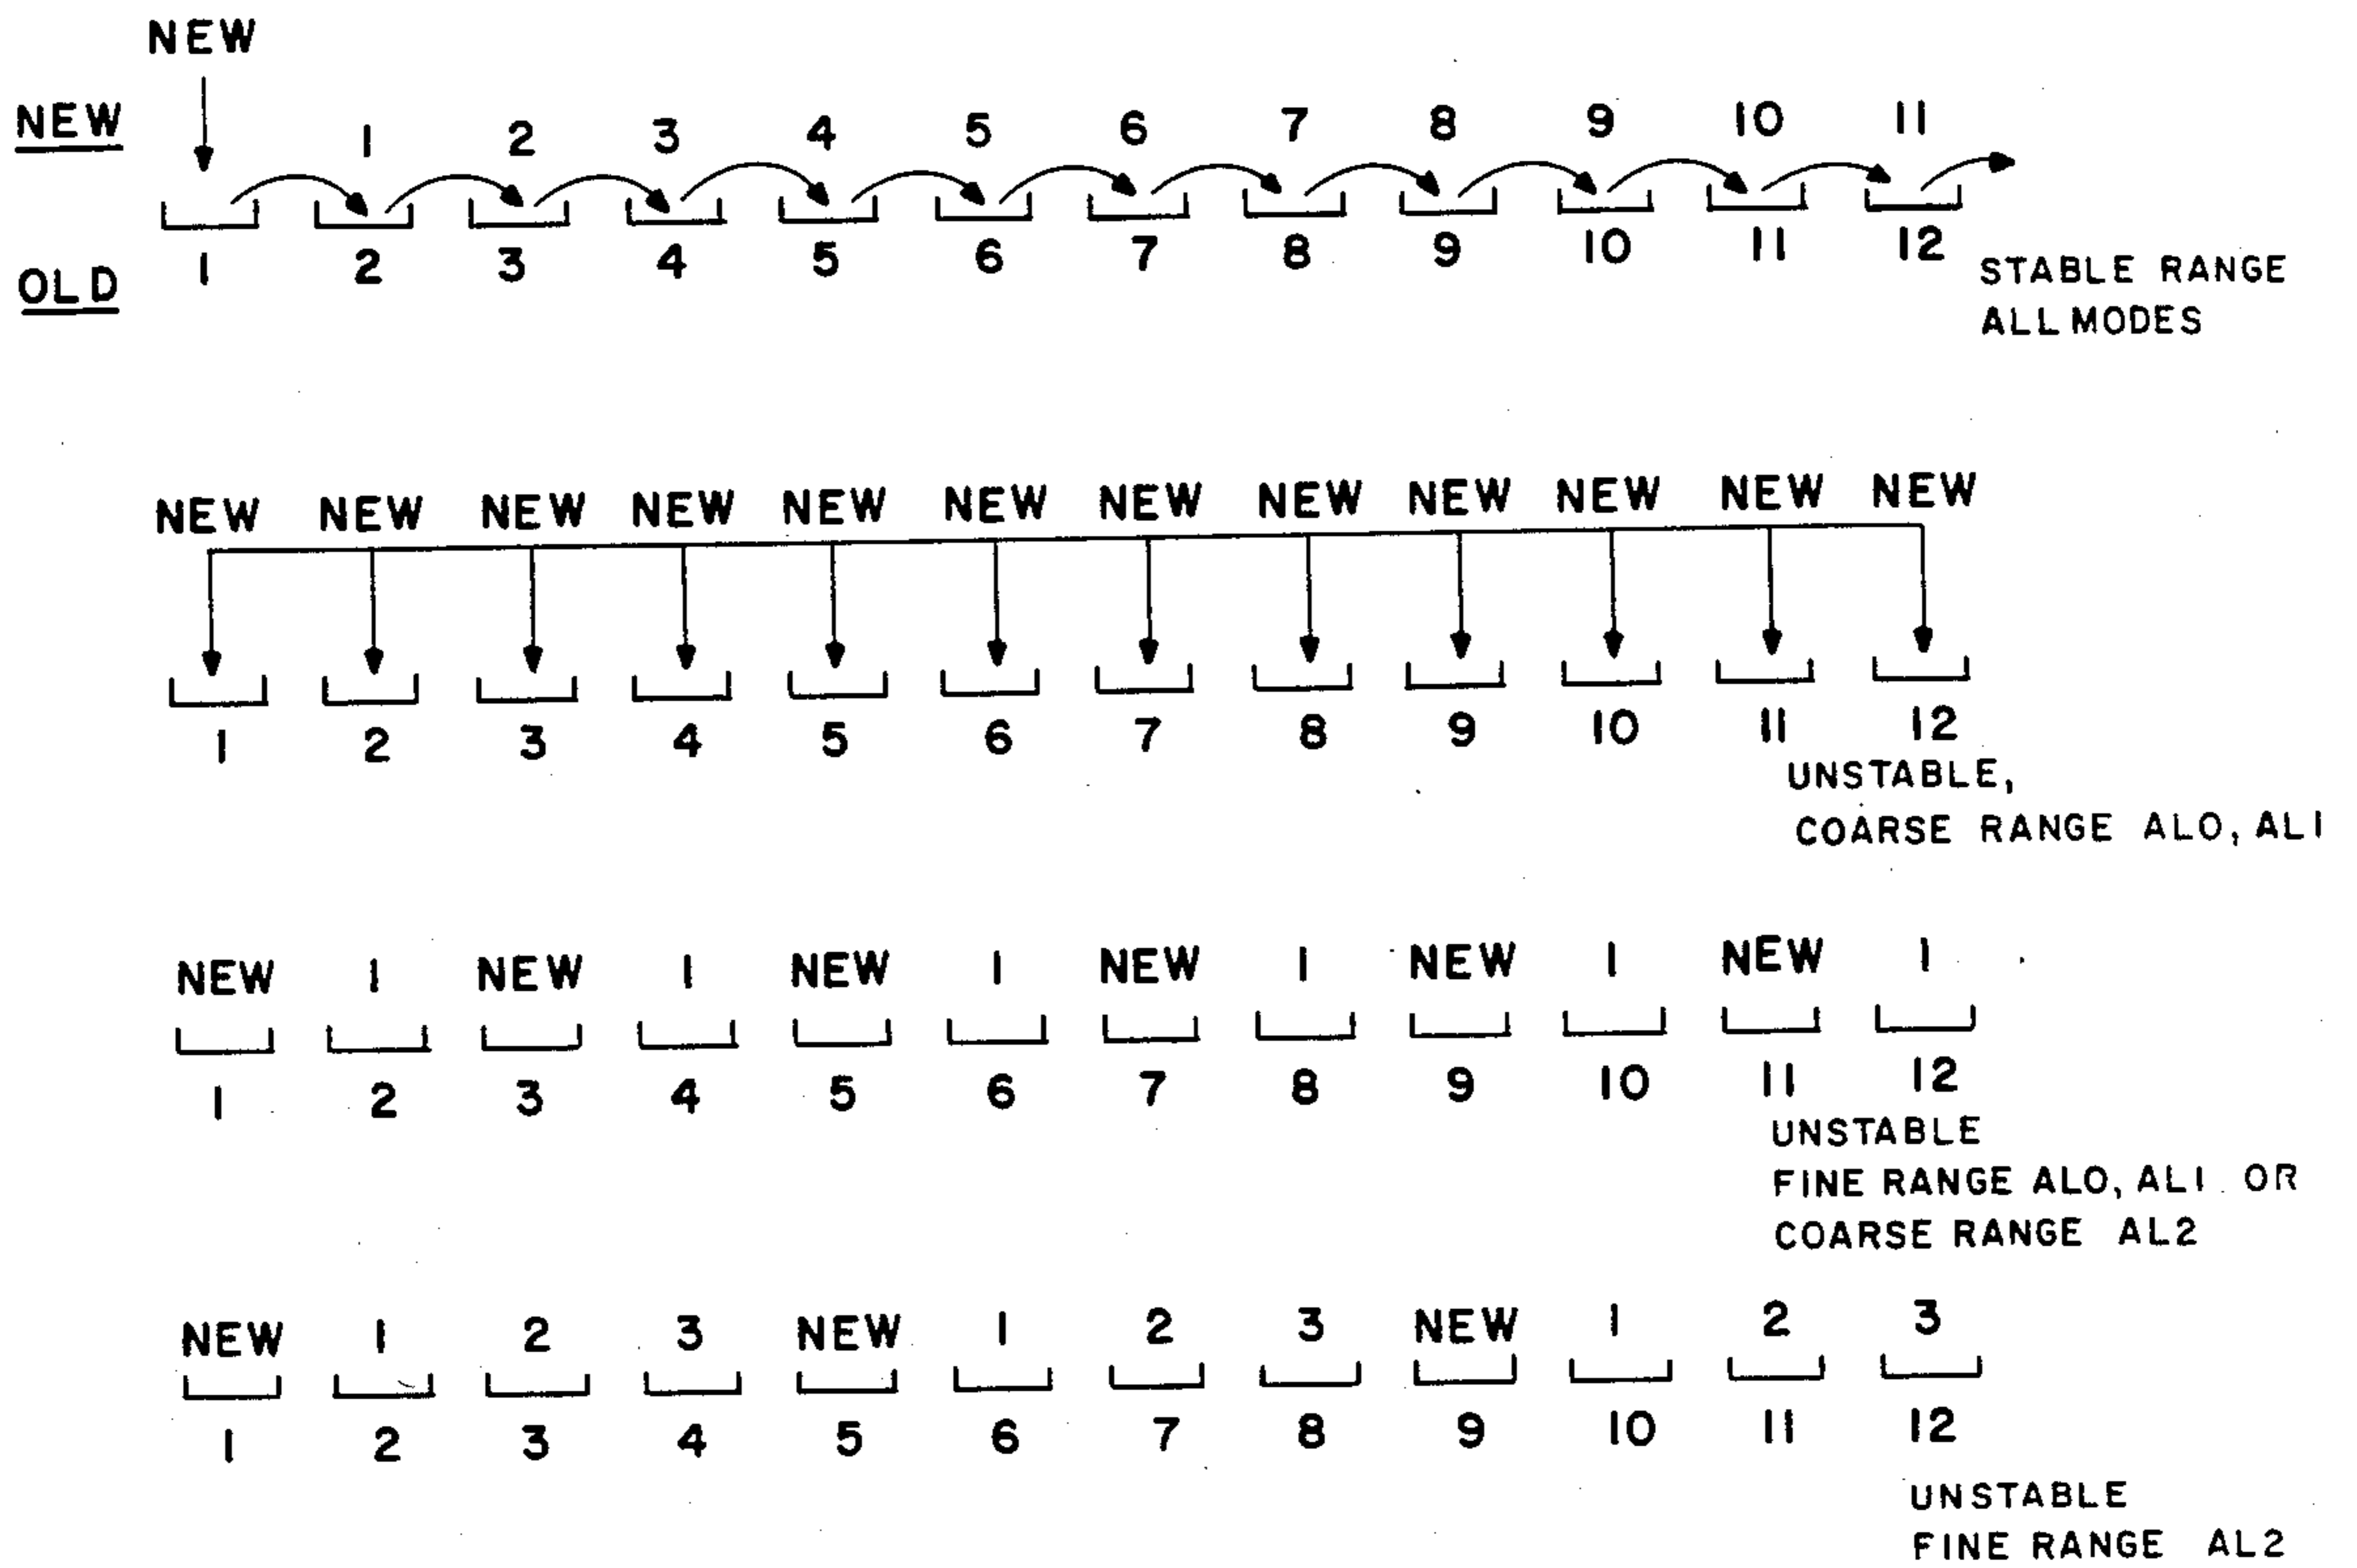 NEW
NEW 1 2 3 4 5 6 7 8 9 10 11
OLD 1 2 3 4 5 6 7 8 9 10 11 12
STABLE RANGE
ALL MODES
NEW NEW NEW NEW NEW NEW NEW NEW NEW NEW NEW NEW
1 2 3 4 5 6 7 8 9 10 11 12
UNSTABLE,
COARSE RANGE ALO, AL1
NEW 1 NEW 1 NEW 1 NEW 1 NEW 1 NEW 1
1 2 3 4 5 6 7 8 9 10 11 12
UNSTABLE
FINE RANGE ALO, AL1 OR
COARSE RANGE AL2
NEW 1 2 3 NEW 1 2 3 NEW 1 2 3
1 2 3 4 5 6 7 8 9 10 11 12
UNSTABLE
FINE RANGE AL2